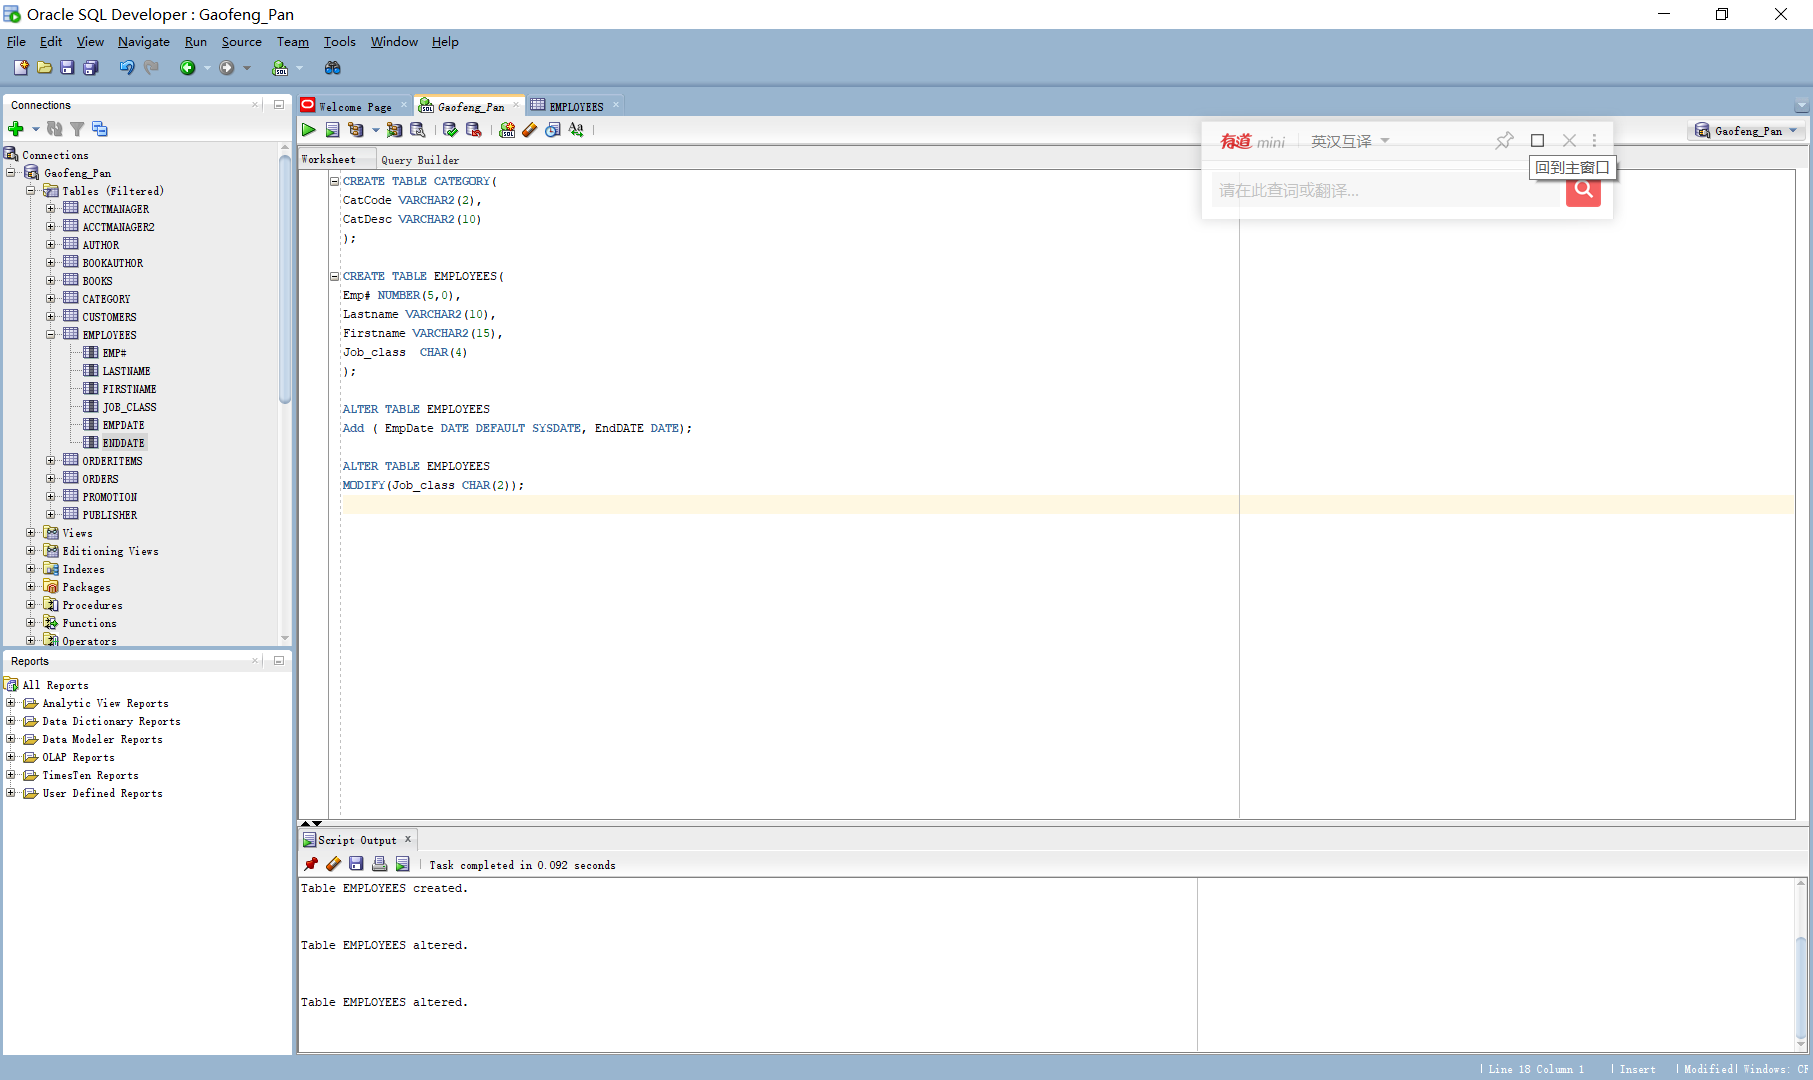 Oracle SQL Developer : Gaofeng_Pan
File Edit View Navigate Run Source Team Tools Window Help
Connections
Connections
Gaofeng_Pan
Tables (Filtered)
ACCTMANAGER
ACCTMANAGER2
AUTHOR
BOOKAUTHOR
BOOKS
CATEGORY
CUSTOMERS
EMPLOYEES
EMP#
LASTNAME
FIRSTNAME
JOB_CLASS
EMPDATE
ENDDATE
ORDERITEMS
ORDERS
PROMOTION
PUBLISHER
Views
Editioning Views
Indexes
Packages
Procedures
Functions
Operators
Reports
All Reports
Analytic View Reports
Data Dictionary Reports
Data Modeler Reports
OLAP Reports
TimesTen Reports
User Defined Reports
Welcome Page Gaofeng_Pan EMPLOYEES
Gaofeng_Pan
Worksheet Query Builder
CREATE TABLE CATEGORY(
CatCode VARCHAR2(2),
CatDesc VARCHAR2(10)
);
CREATE TABLE EMPLOYEES(
Emp# NUMBER(5,0),
Lastname VARCHAR2(10),
Firstname VARCHAR2(15),
Job_class CHAR(4)
);
ALTER TABLE EMPLOYEES
Add ( EmpDate DATE DEFAULT SYSDATE, EndDATE DATE);
ALTER TABLE EMPLOYEES
MODIFY(Job_class CHAR(2));
有道 mini 英汉互译
回到主窗口
请在此查词或翻译...
Script Output
Task completed in 0.092 seconds
Table EMPLOYEES created.
Table EMPLOYEES altered.
Table EMPLOYEES altered.
Line 18 Column 1 Insert Modified Windows: CR